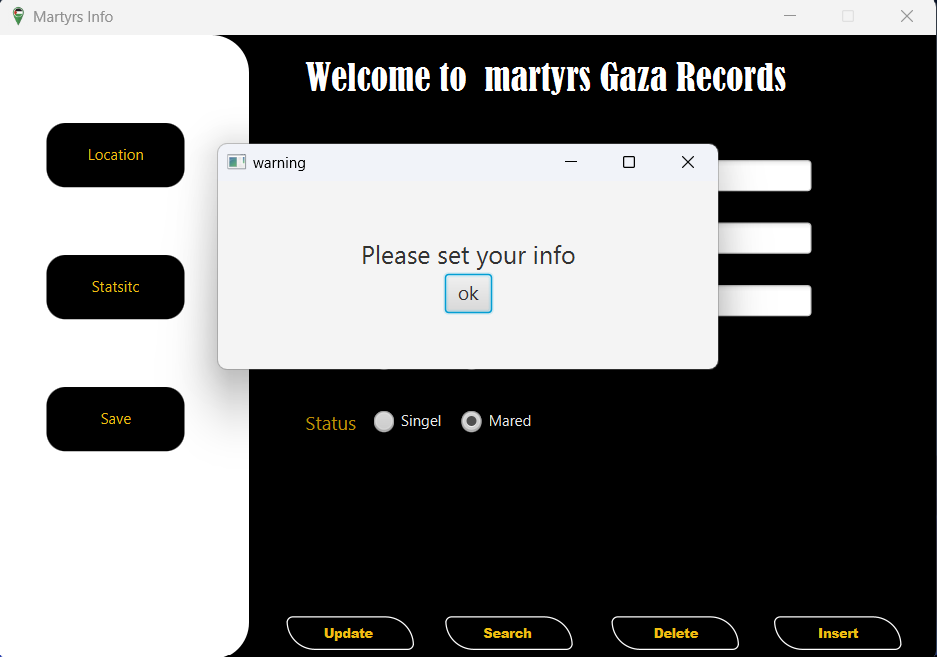 Martyrs Info
Welcome to martyrs Gaza Records
Location
Statsitc
Save
warning
Please set your info
ok
Status Singel Mared
Update Search Delete Insert